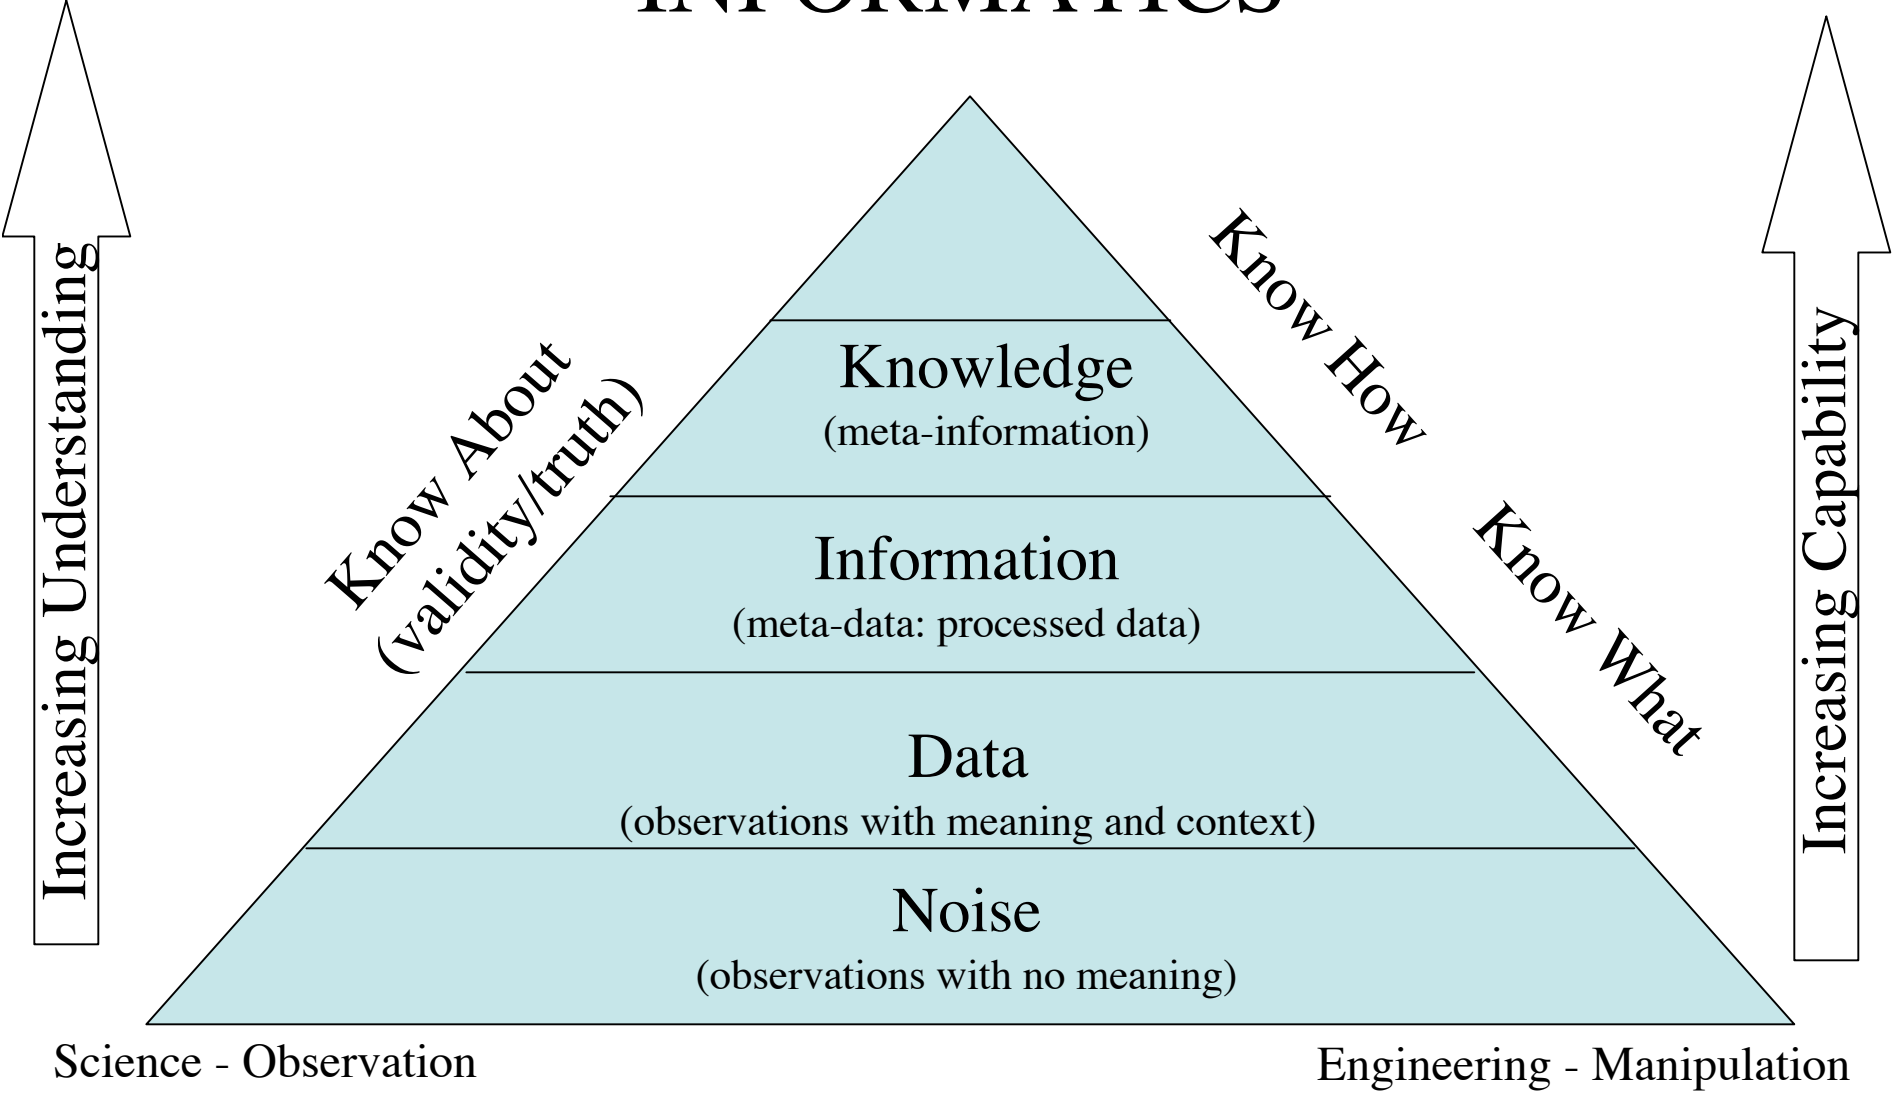 INFORMATICS
Increasing Understanding
Know About
(validity/truth)
Know How
Know What
Increasing Capability
Knowledge
(meta-information)
Information
(meta-data: processed data)
Data
(observations with meaning and context)
Noise
(observations with no meaning)
Science - Observation
Engineering - Manipulation